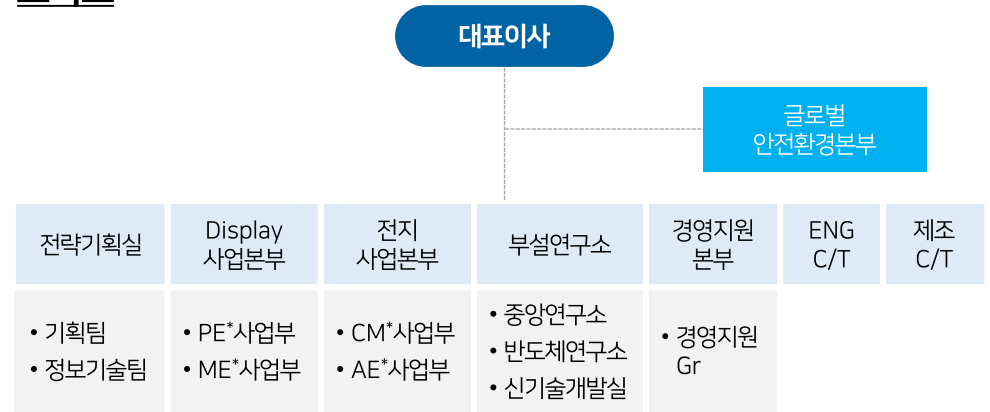 대표이사
글로벌
안전환경본부
전략기획실
Display
사업본부
전지
사업본부
부설연구소
경영지원
본부
ENG
C/T
제조
C/T
• 기획팀
• 정보기술팀
• PE*사업부
• ME*사업부
• CM*사업부
• AE*사업부
• 중앙연구소
• 반도체연구소
• 신기술개발실
• 경영지원
Gr